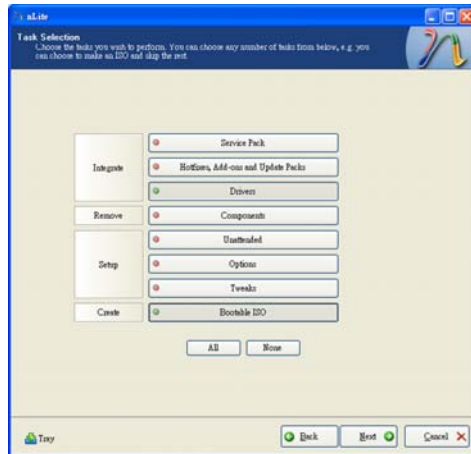 nLite
Task Selection
Choose the tasks you wish to perform. You can choose any number of tasks from below, e.g. you
can choose to make an ISO and skip the rest.
Integrate
Service Pack
Hotfixes, Add-ons and Update Packs
Drivers
Remove
Components
Setup
Unattended
Options
Tweaks
Create
Bootable ISO
All
None
Tray
Back
Next
Cancel